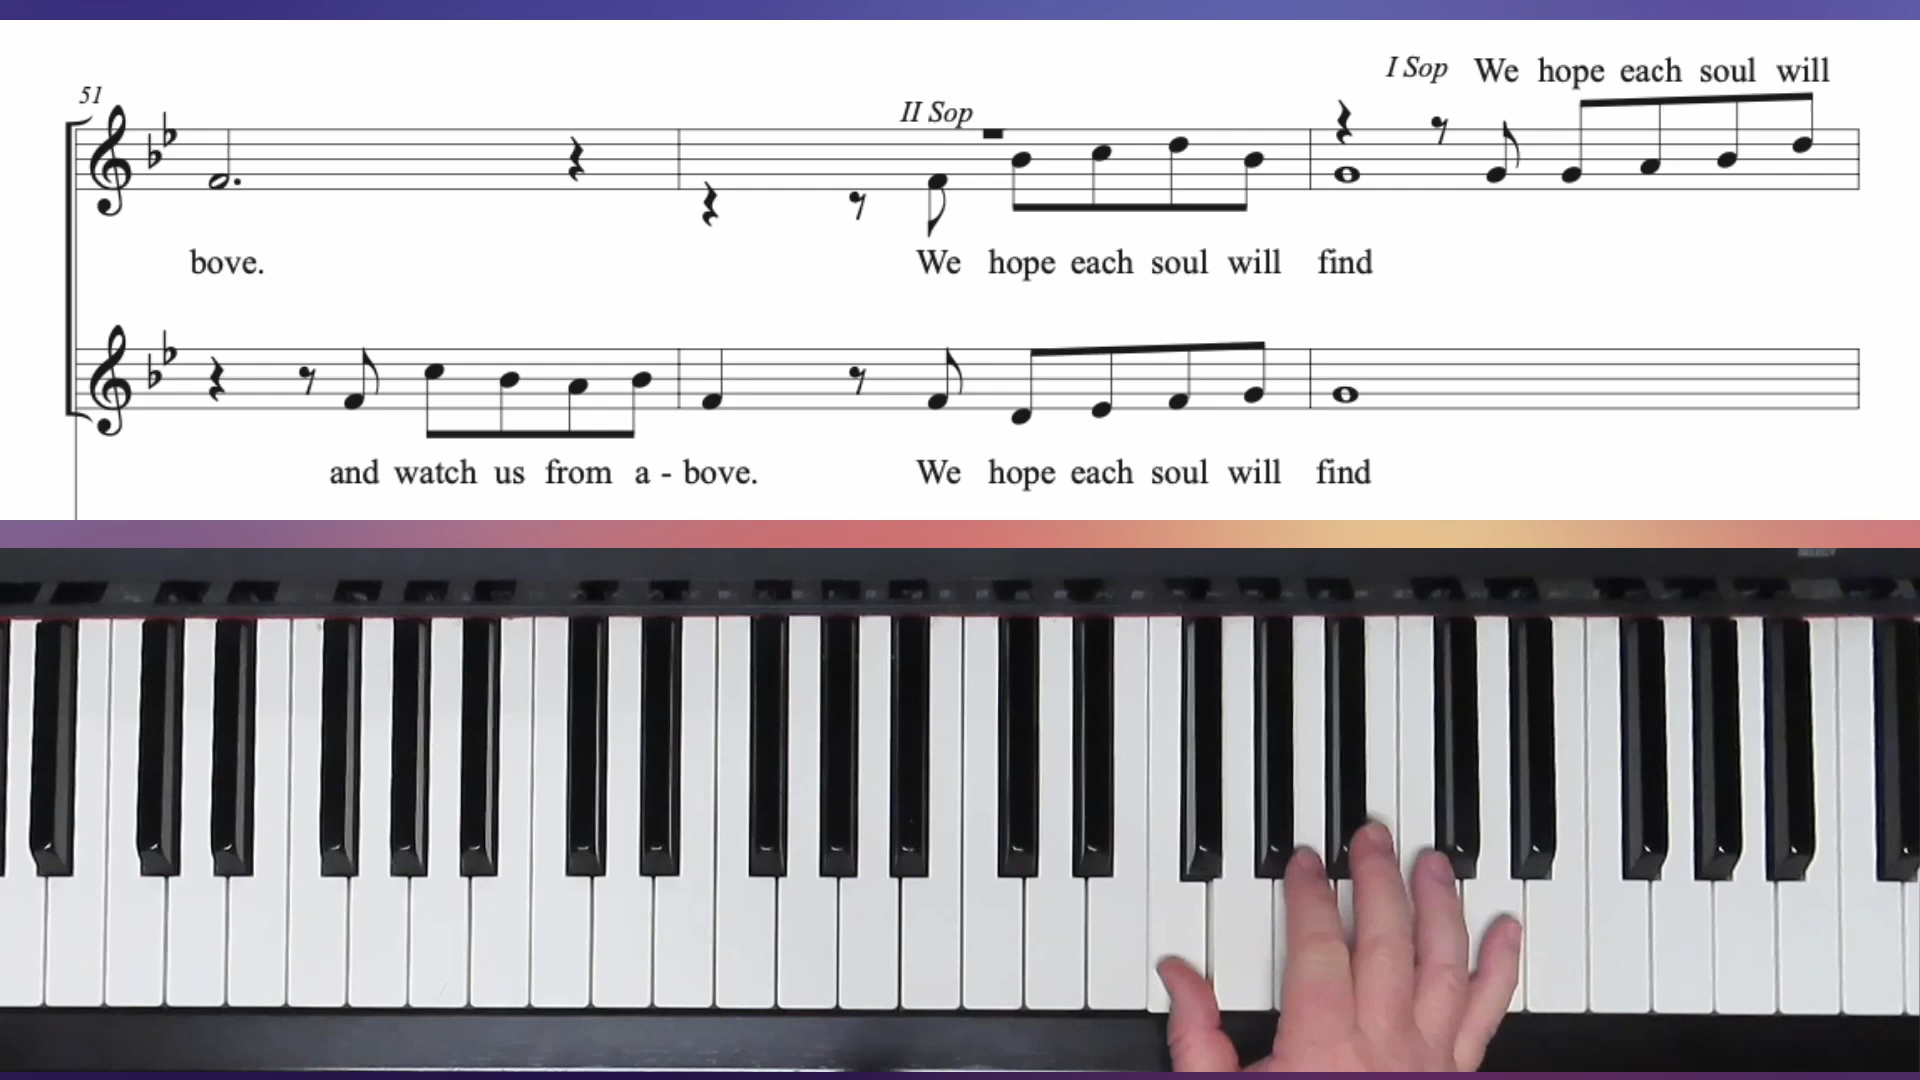 I Sop We hope each soul will
51
II Sop
bove. We hope each soul will find
and watch us from a - bove. We hope each soul will find